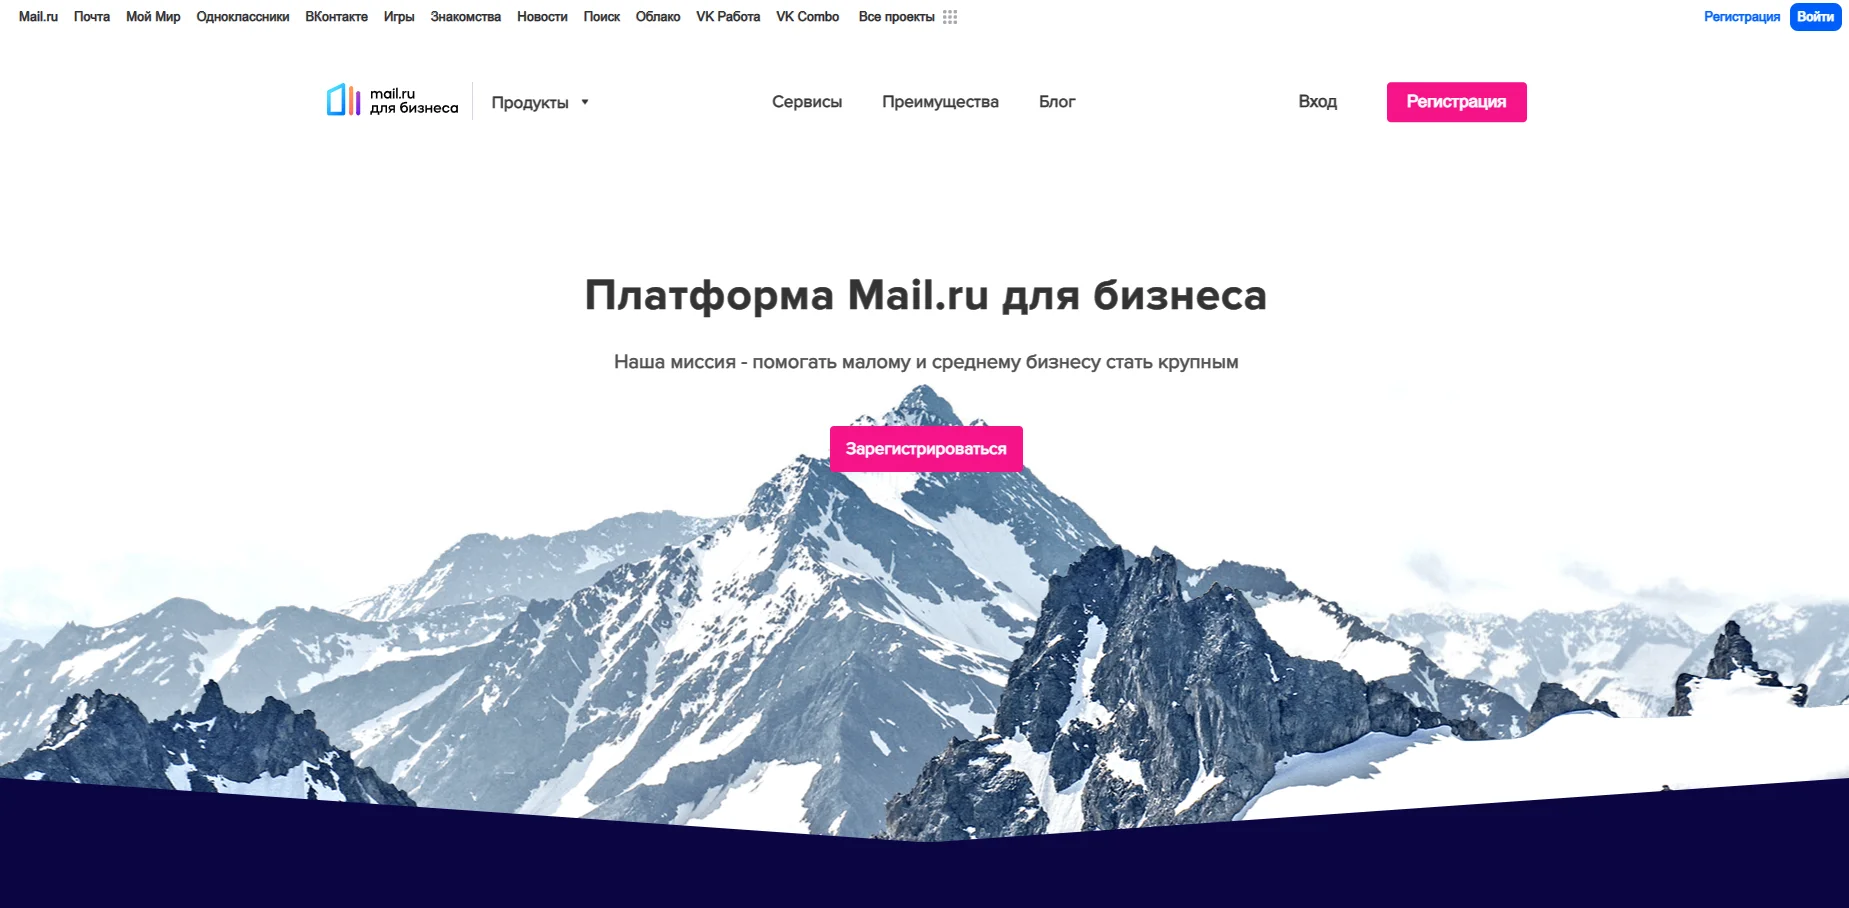 Mail.ru Почта Мой Мир Одноклассники ВКонтакте Игры Знакомства Новости Поиск Облако VK Работа VK Combo Все проекты Регистрация Войти
mail.ru
для бизнеса
Продукты Сервисы Преимущества Блог Вход Регистрация
Платформа Mail.ru для бизнеса
Наша миссия - помогать малому и среднему бизнесу стать крупным
Зарегистрироваться